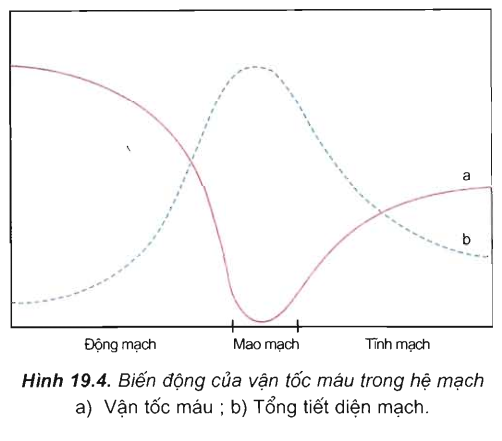 a
b
Động mạch Mao mạch Tĩnh mạch
Hình 19.4. Biến động của vận tốc máu trong hệ mạch
a) Vận tốc máu ; b) Tổng tiết diện mạch.